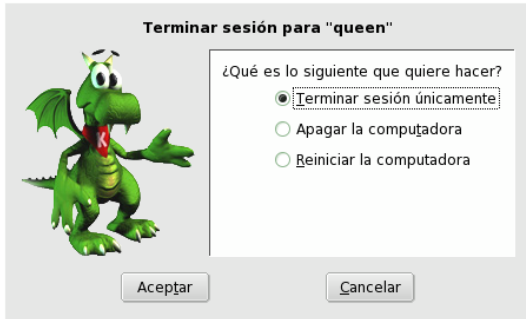 Terminar sesión para "queen"
¿Qué es lo siguiente que quiere hacer?
Terminar sesión únicamente
Apagar la computadora
Reiniciar la computadora
K
Aceptar
Cancelar